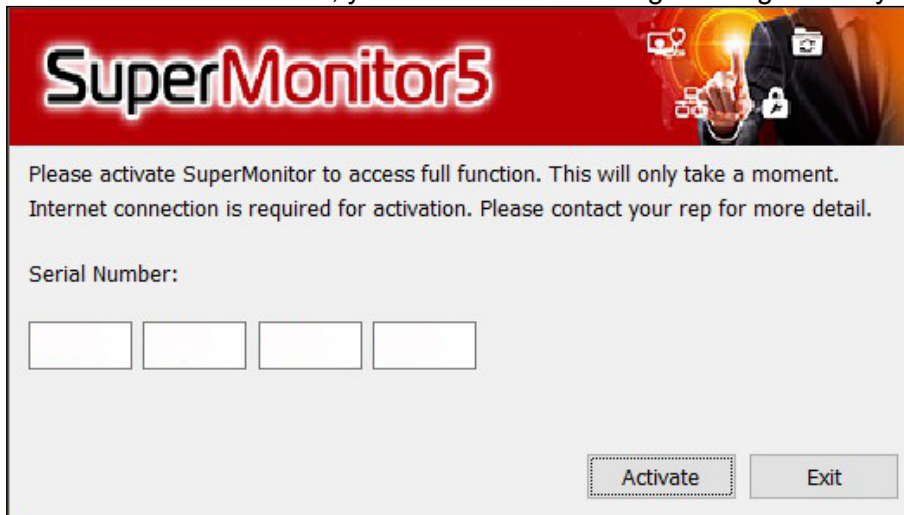 SuperMonitor5
Please activate SuperMonitor to access full function. This will only take a moment.
Internet connection is required for activation. Please contact your rep for more detail.
Serial Number:
Activate Exit